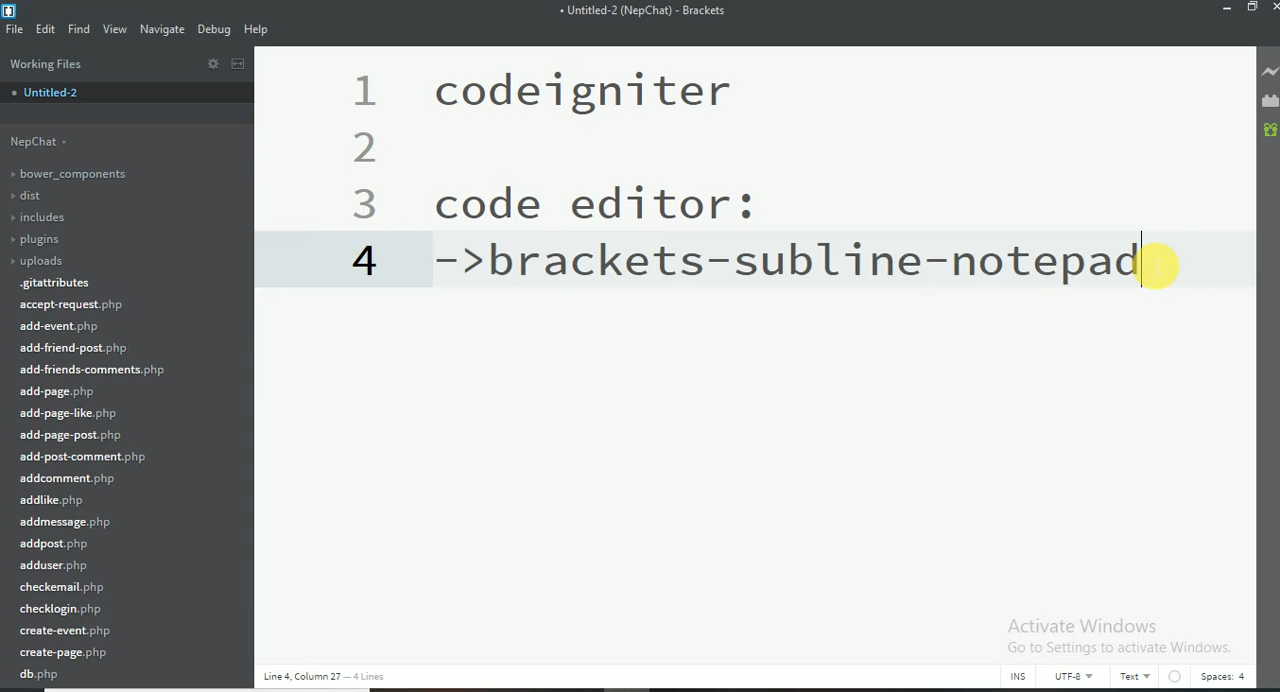 • Untitled-2 (NepChat) - Brackets
File Edit Find View Navigate Debug Help
Working Files
• Untitled-2
NepChat
bower_components
dist
includes
plugins
uploads
.gitattributes
accept-request.php
add-event.php
add-friend-post.php
add-friends-comments.php
add-page.php
add-page-like.php
add-page-post.php
add-post-comment.php
addcomment.php
addlike.php
addmessage.php
addpost.php
adduser.php
checkemail.php
checklogin.php
create-event.php
create-page.php
db.php
1 codeigniter
2
3 code editor:
4 ->brackets-subline-notepad
Activate Windows
Go to Settings to activate Windows.
Line 4, Column 27 — 4 Lines
INS UTF-8 Text Spaces: 4